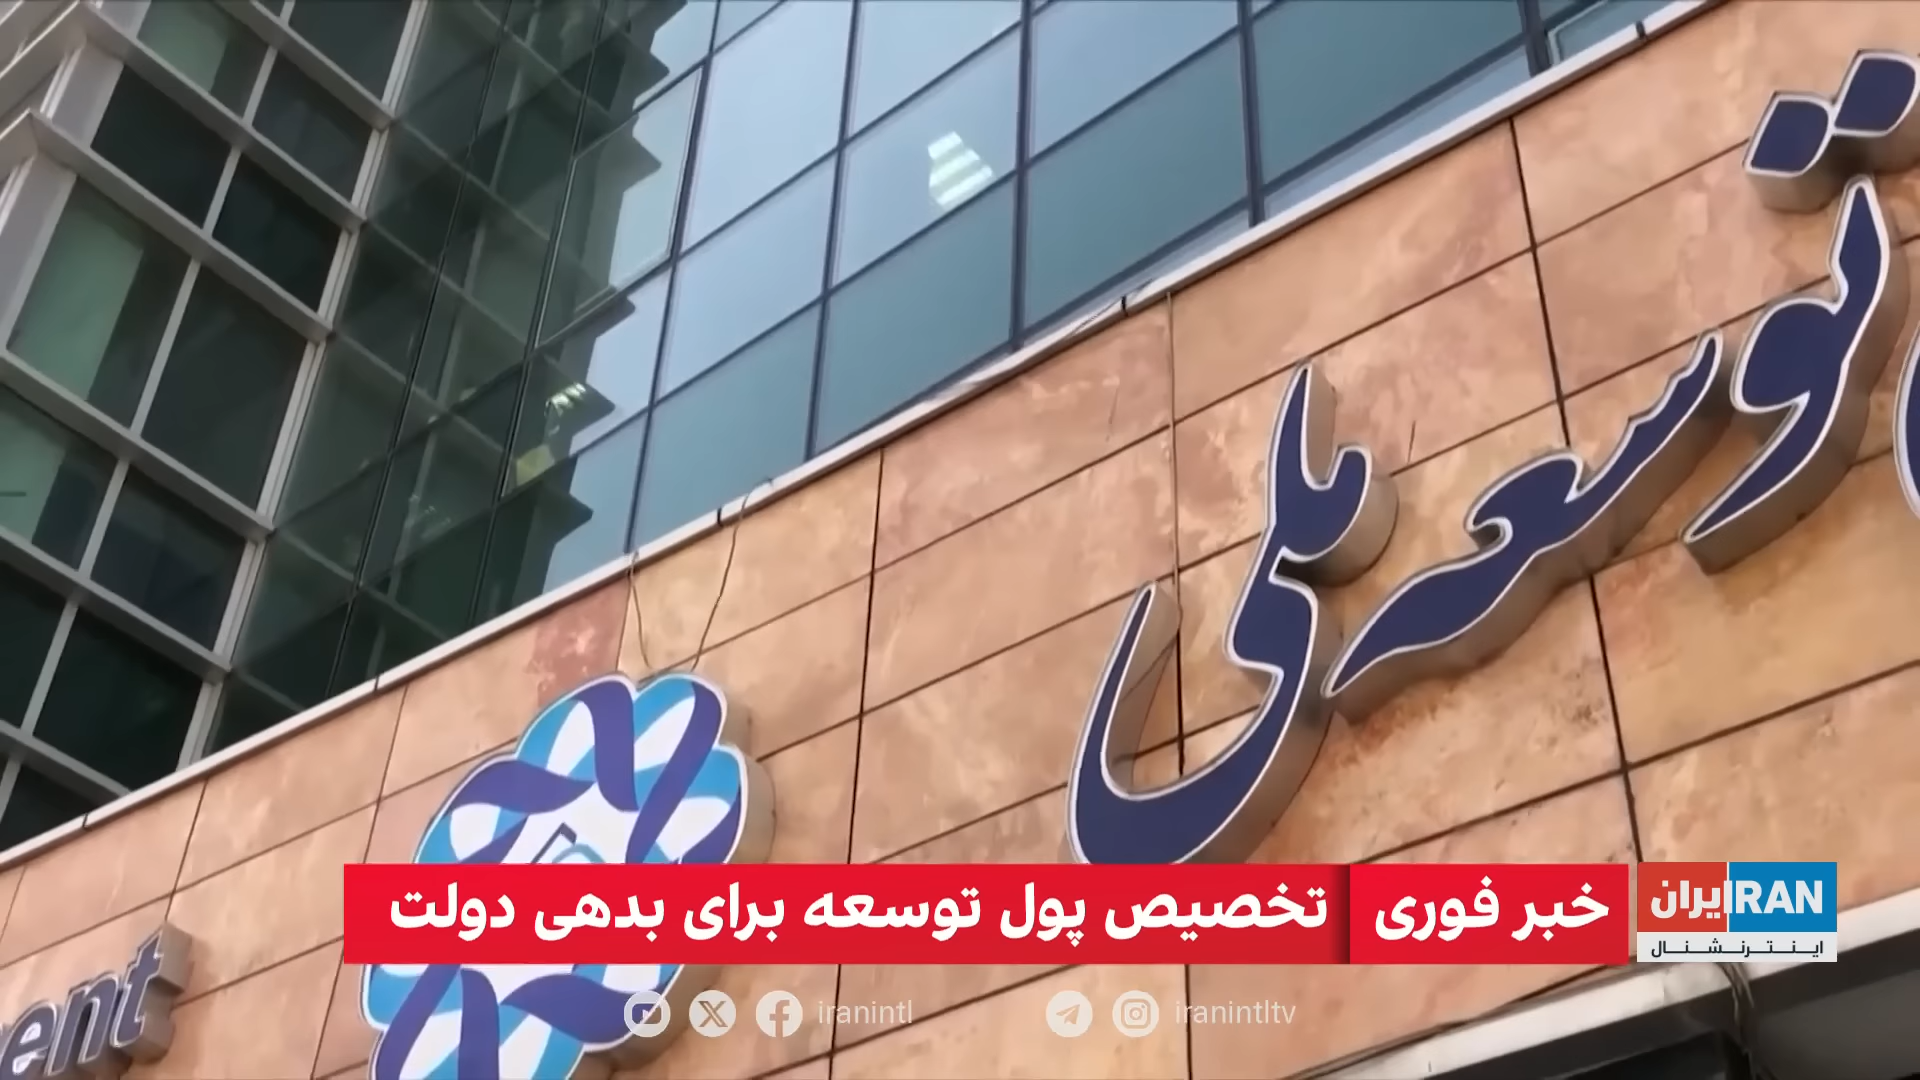 توسعه ملی
خبر فوری
تخصیص پول توسعه برای بدهی دولت
ایران IRAN
اینترنشنال
ent
iranintl
iranintltv